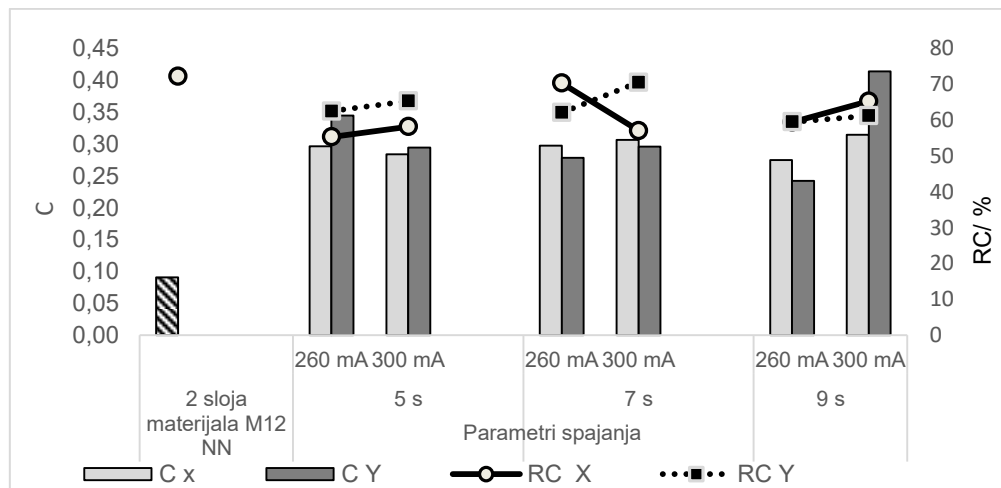 0,45
0,40
0,35
0,30
0,25
0,20
0,15
0,10
0,05
0,00
C
80
70
60
50
40
30
20
10
0
RC/ %
260 mA 300 mA 260 mA 300 mA 260 mA 300 mA
2 sloja
materijala M12
NN
5 s 7 s 9 s
Parametri spajanja
C x C Y RC X RC Y